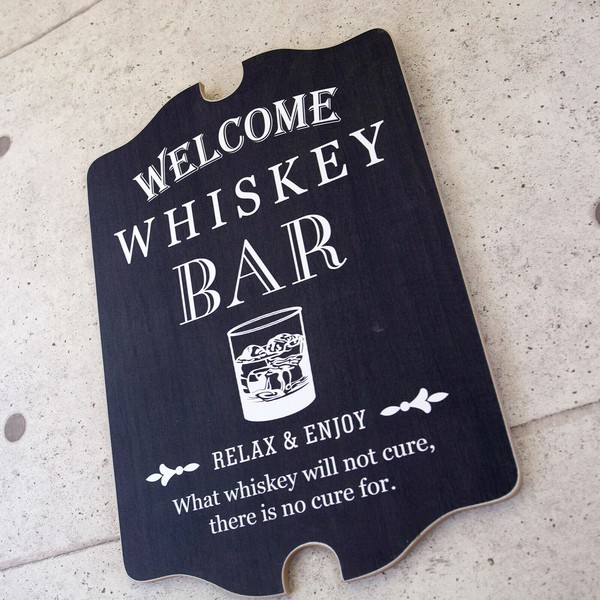 WELCOME
WHISKEY
BAR
RELAX & ENJOY
What whiskey will not cure,
there is no cure for.